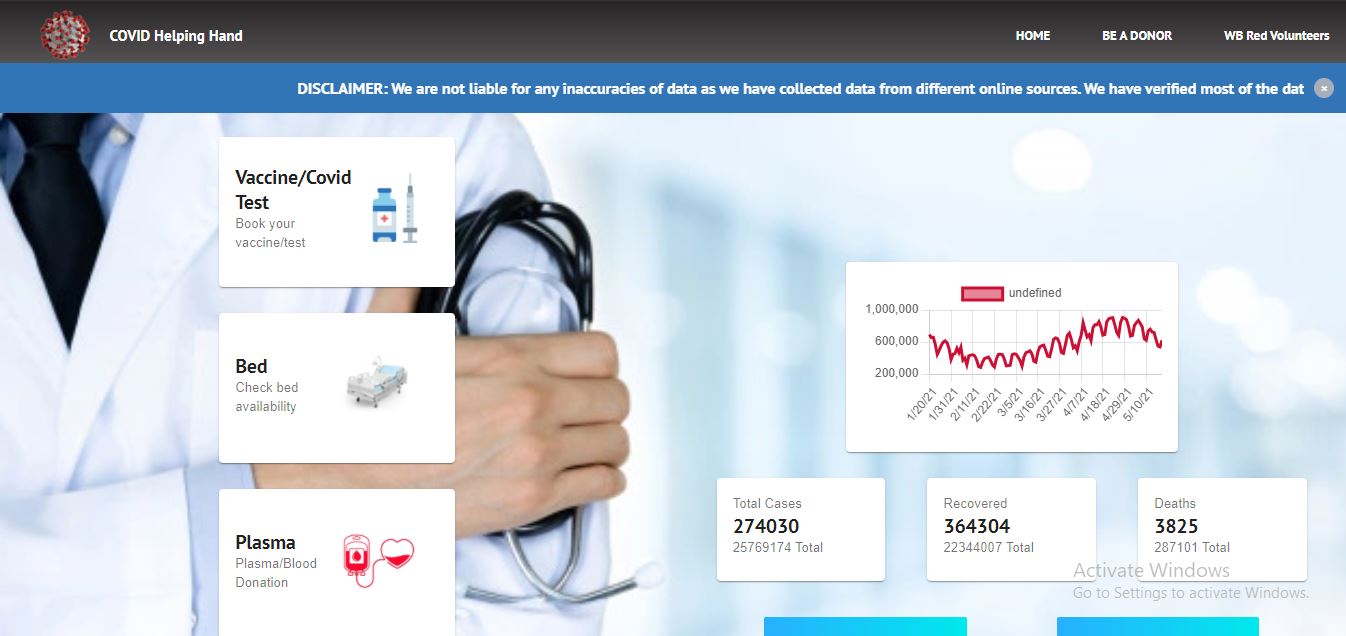 COVID Helping Hand
HOME
BE A DONOR
WB Red Volunteers
DISCLAIMER: We are not liable for any inaccuracies of data as we have collected data from different online sources. We have verified most of the dat
Vaccine/Covid
Test
Book your
vaccine/test
Bed
Check bed
availability
Plasma
Plasma/Blood
Donation
undefined
1,000,000
600,000
200,000
1/20/21
1/31/21
2/11/21
2/22/21
3/5/21
3/16/21
3/27/21
4/7/21
4/18/21
4/29/21
5/10/21
Total Cases
274030
25769174 Total
Recovered
364304
22344007 Total
Deaths
3825
287101 Total
Activate Windows
Go to Settings to activate Windows.